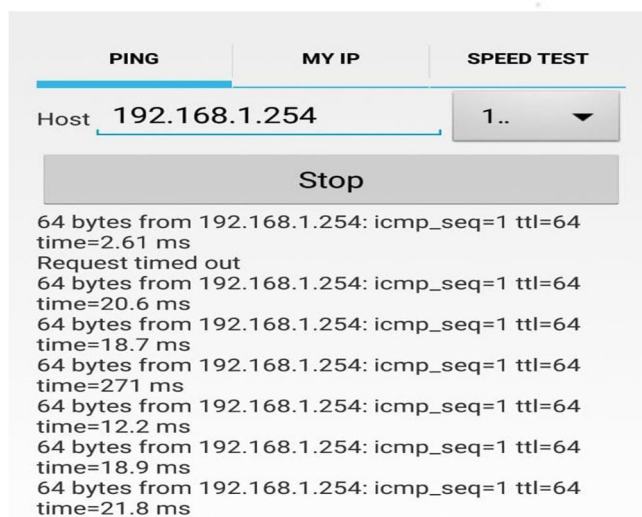 PING MY IP SPEED TEST
Host 192.168.1.254 1..
Stop
64 bytes from 192.168.1.254: icmp_seq=1 ttl=64
time=2.61 ms
Request timed out
64 bytes from 192.168.1.254: icmp_seq=1 ttl=64
time=20.6 ms
64 bytes from 192.168.1.254: icmp_seq=1 ttl=64
time=18.7 ms
64 bytes from 192.168.1.254: icmp_seq=1 ttl=64
time=271 ms
64 bytes from 192.168.1.254: icmp_seq=1 ttl=64
time=12.2 ms
64 bytes from 192.168.1.254: icmp_seq=1 ttl=64
time=18.9 ms
64 bytes from 192.168.1.254: icmp_seq=1 ttl=64
time=21.8 ms